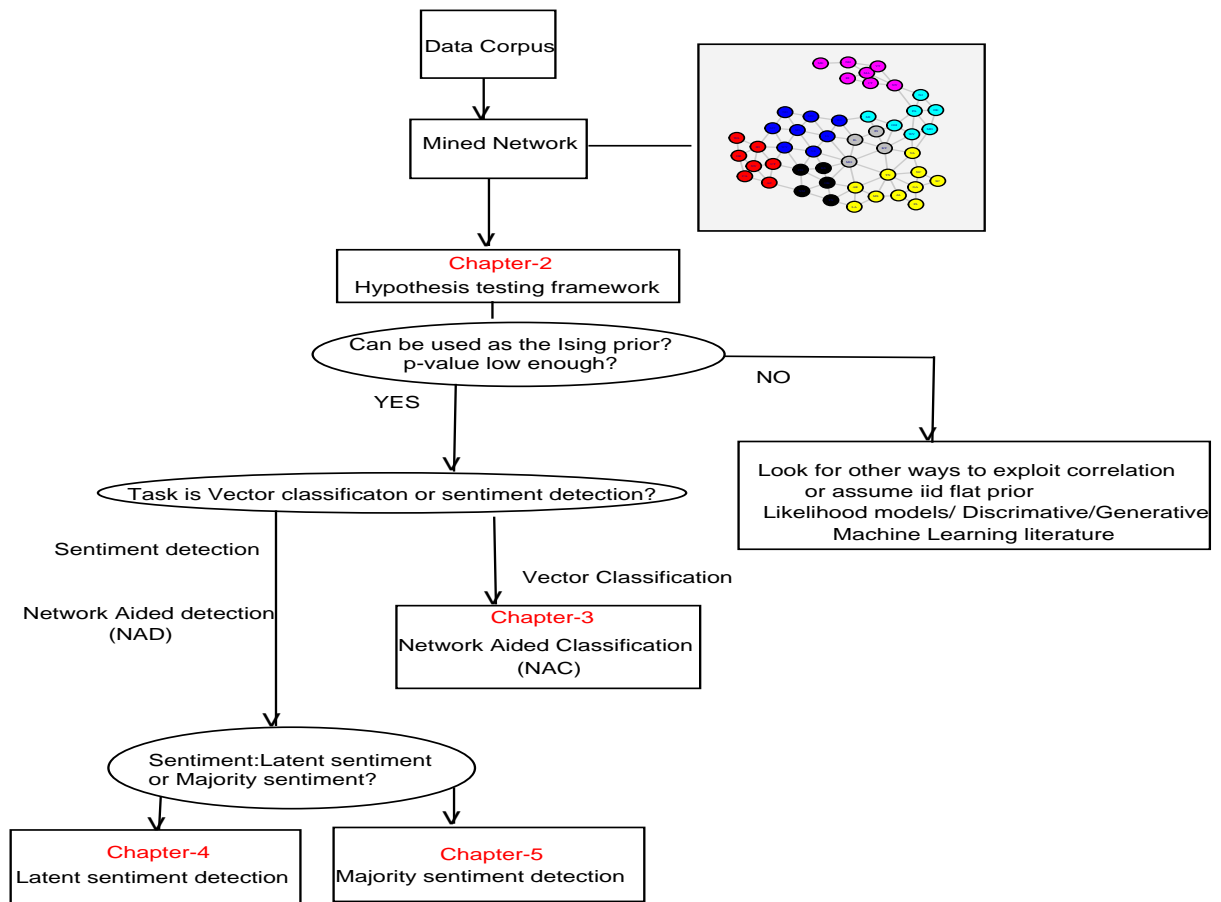 Data Corpus
Mined Network
Chapter-2
Hypothesis testing framework
Can be used as the Ising prior?
p-value low enough?
NO
YES
Look for other ways to exploit correlation
or assume iid flat prior
Likelihood models/ Discrimative/Generative
Machine Learning literature
Task is Vector classificaton or sentiment detection?
Sentiment detection
Vector Classification
Network Aided detection
(NAD)
Chapter-3
Network Aided Classification
(NAC)
Sentiment:Latent sentiment
or Majority sentiment?
Chapter-4
Latent sentiment detection
Chapter-5
Majority sentiment detection